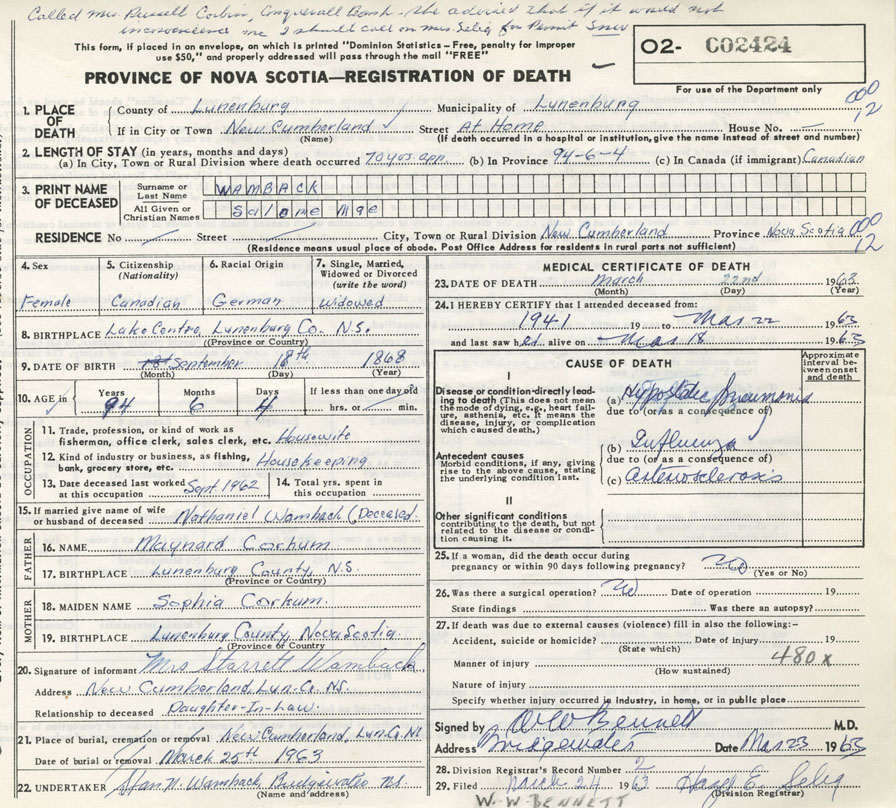 Called Mrs. Russell Corbin, Conquerall Bank - She advised that if it would not
inconvenience me I should call on Mrs. Selig for Permit
This form, if placed in an envelope, on which is printed "Dominion Statistics—Free, penalty for improper
use $50," and properly addressed will pass through the mail "FREE"
O2- C02424
For use of the Department only
PROVINCE OF NOVA SCOTIA—REGISTRATION OF DEATH
000
12
1. PLACE OF DEATH County of Lunenburg Municipality of Lunenburg
If in City or Town New Cumberland Street At Home House No.
(Name) (If death occurred in a hospital or institution, give the name instead of street and number)
2. LENGTH OF STAY (in years, months and days)
(a) In City, Town or Rural Division where death occurred 70 yrs app. (b) In Province 94-6-4 (c) In Canada (if immigrant) Canadian
3. PRINT NAME OF DECEASED Surname or Last Name WAMBACK
All Given or Christian Names Salome Mae
RESIDENCE No Street City, Town or Rural Division New Cumberland Province Nova Scotia 000
12
(Residence means usual place of abode. Post Office Address for residents in rural parts not sufficient)
4. Sex 5. Citizenship (Nationality) 6. Racial Origin 7. Single, Married, Widowed or Divorced (write the word)
Female Canadian German Widowed
8. BIRTHPLACE Lake Centre, Lunenburg Co. N.S.
(Province or Country)
9. DATE OF BIRTH September 18th 1868
(Month) (Day) (Year)
10. AGE in Years Months Days If less than one day old
94 6 4 hrs. or min.
OCCUPATION
11. Trade, profession, or kind of work as
fisherman, office clerk, sales clerk, etc. Housewife
12. Kind of industry or business, as fishing,
bank, grocery store, etc. Housekeeping
13. Date deceased last worked at this occupation Sept. 1962 14. Total yrs. spent in this occupation
15. If married give name of wife
or husband of deceased Nathaniel Wamback (Deceased.
FATHER
16. NAME Maynard Corkum
17. BIRTHPLACE Lunenburg County, N.S.
(Province or Country)
MOTHER
18. MAIDEN NAME Sophia Corkum.
19. BIRTHPLACE Lunenburg County, Nova Scotia.
(Province or Country
20. Signature of informant Mrs Starrett Wamback
Address New Cumberland Lun. Co. NS.
Relationship to deceased Daughter-In-Law.
21. Place of burial, cremation or removal New Cumberland, Lun. Co NS
Date of burial or removal March 25th 1963
22. UNDERTAKER Stan N. Wamback Bridgewater NS.
(Name and address)
MEDICAL CERTIFICATE OF DEATH
23. DATE OF DEATH March 22nd 1963
(Month) (Day) (Year)
24. I HEREBY CERTIFY that I attended deceased from:
1941 19 to Mar 22 1963
and last saw her alive on Mar 18 1963
CAUSE OF DEATH
Approximate interval between onset and death
I
Disease or condition directly leading to death (This does not mean the mode of dying, e.g., heart failure, asthenia, etc. It means the disease, injury, or complication which caused death.)
(a) Hypostatic Pneumonia
due to (or as a consequence of)
Antecedent causes
Morbid conditions, if any, giving rise to the above cause, stating the underlying condition last.
(b) Influenza
due to (or as a consequence of)
(c) Arteriosclerosis
II
Other significant conditions
contributing to the death, but not related to the disease or condition causing it.
25. If a woman, did the death occur during
pregnancy or within 90 days following pregnancy? No
(Yes or No)
26. Was there a surgical operation? No Date of operation 19
State findings Was there an autopsy?
27. If death was due to external causes (violence) fill in also the following:—
Accident, suicide or homicide? Date of injury 19
(State which)
480x
Manner of injury
(How sustained)
Nature of injury
Specify whether injury occurred in industry, in home, or in public place
Signed by W W Bennett M.D.
Address Bridgewater Date Mar 23 1963
28. Division Registrar's Record Number 2
29. Filed March 24 1963 E. Selig
(Division Registrar)
W.W BENNETT